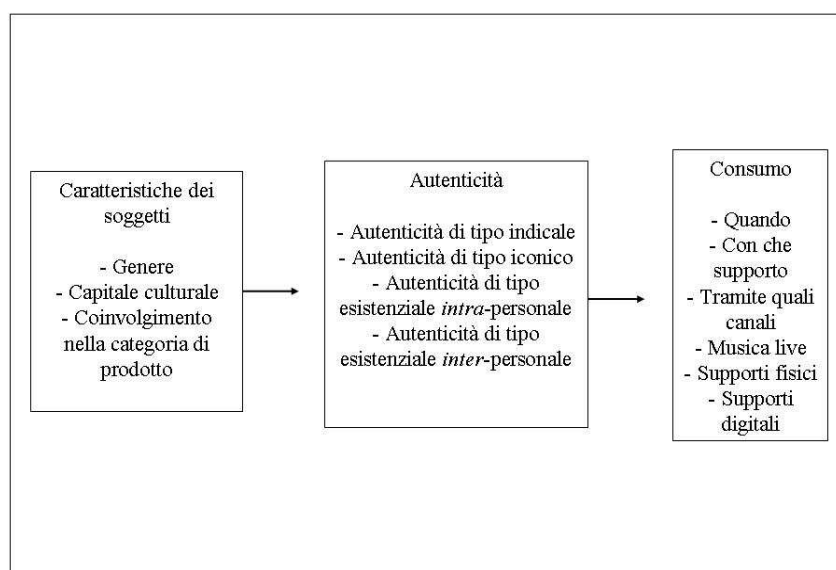 Caratteristiche dei
soggetti
- Genere
- Capitale culturale
- Coinvolgimento
nella categoria di
prodotto
Autenticità
- Autenticità di tipo indicale
- Autenticità di tipo iconico
- Autenticità di tipo
esistenziale intra-personale
- Autenticità di tipo
esistenziale inter-personale
Consumo
- Quando
- Con che
supporto
- Tramite quali
canali
- Musica live
- Supporti fisici
- Supporti
digitali